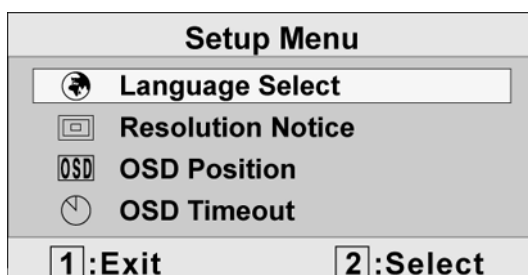 Setup Menu
Language Select
Resolution Notice
OSD OSD Position
OSD Timeout
1:Exit 2:Select